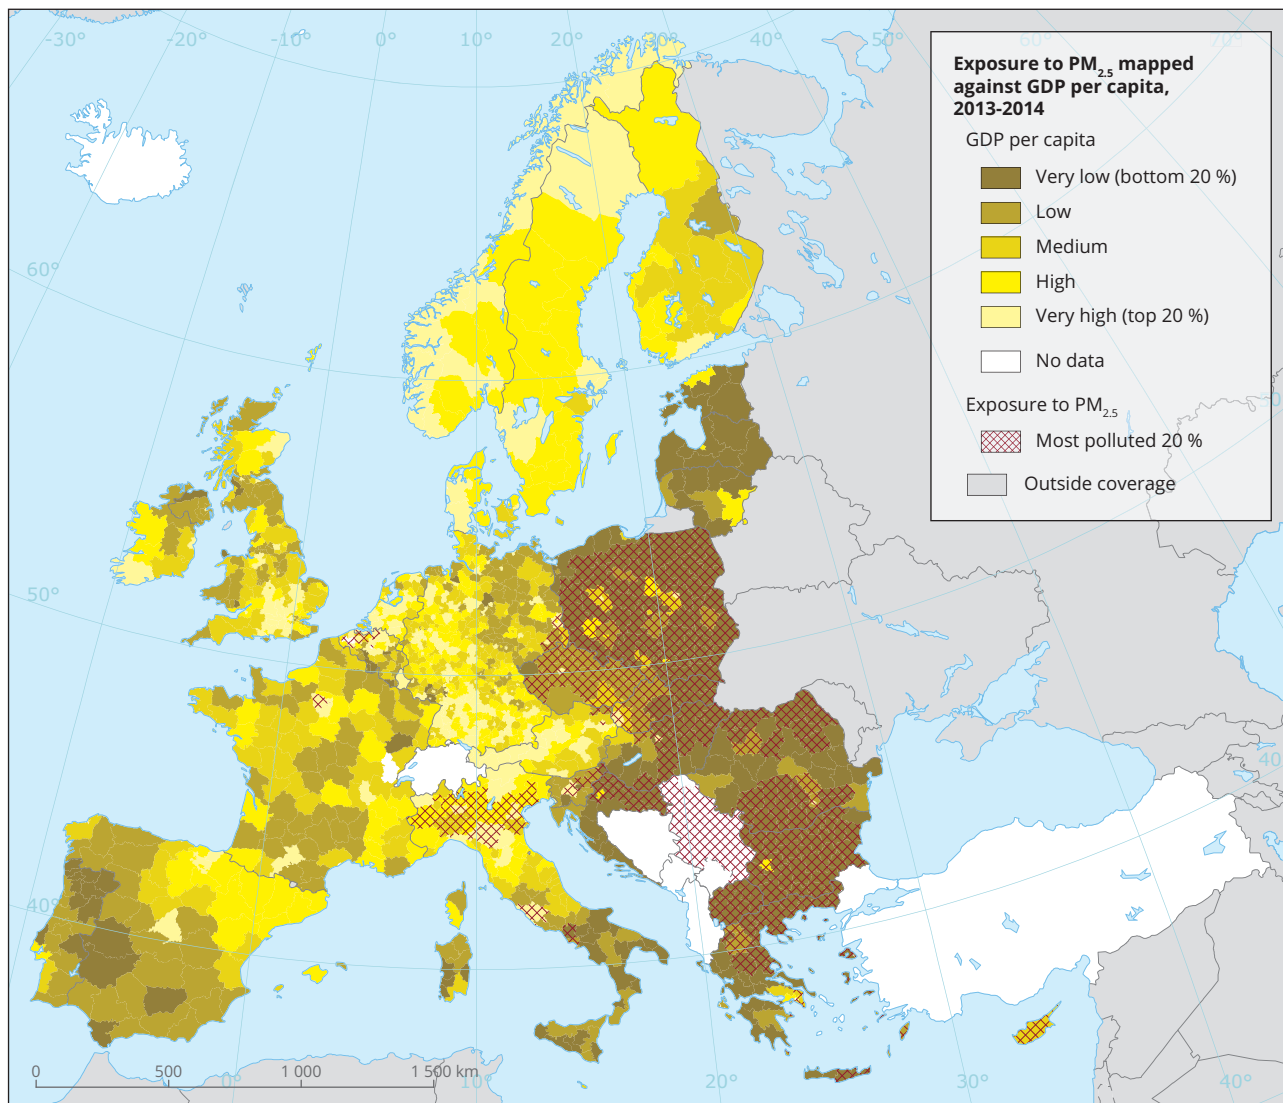 -30°
-20°
-10°
0°
10°
20°
30°
40°
50°
60°
70°
Exposure to PM2.5 mapped
against GDP per capita,
2013-2014
GDP per capita
Very low (bottom 20 %)
Low
Medium
High
Very high (top 20 %)
No data
Exposure to PM2.5
Most polluted 20 %
Outside coverage
60°
50°
40°
40°
0
500
1 000
1 500 km
0°
10°
20°
30°
40°